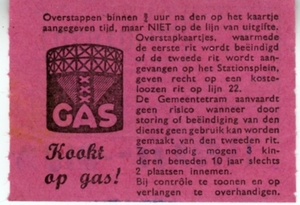 Overstappen binnen ¾ uur na den op het kaartje
aangegeven tijd, maar NIET op de lijn van uitgifte.
Overstapkaartjes, waarmede
de eerste rit wordt beëindigd
of de tweede rit wordt aan-
gevangen op het Stationsplein,
geven recht op een koste-
loozen rit op lijn 22.
De Gemeentetram aanvaardt
geen risico wanneer door
storing of beëindiging van den
dienst geen gebruik kan worden
gemaakt van den tweeden rit.
Zoo noodig mogen 3 kin-
deren beneden 10 jaar slechts
2 plaatsen innemen.
Bij contrôle te toonen en op
verlangen te overhandigen.
GAS
Kookt
op gas!